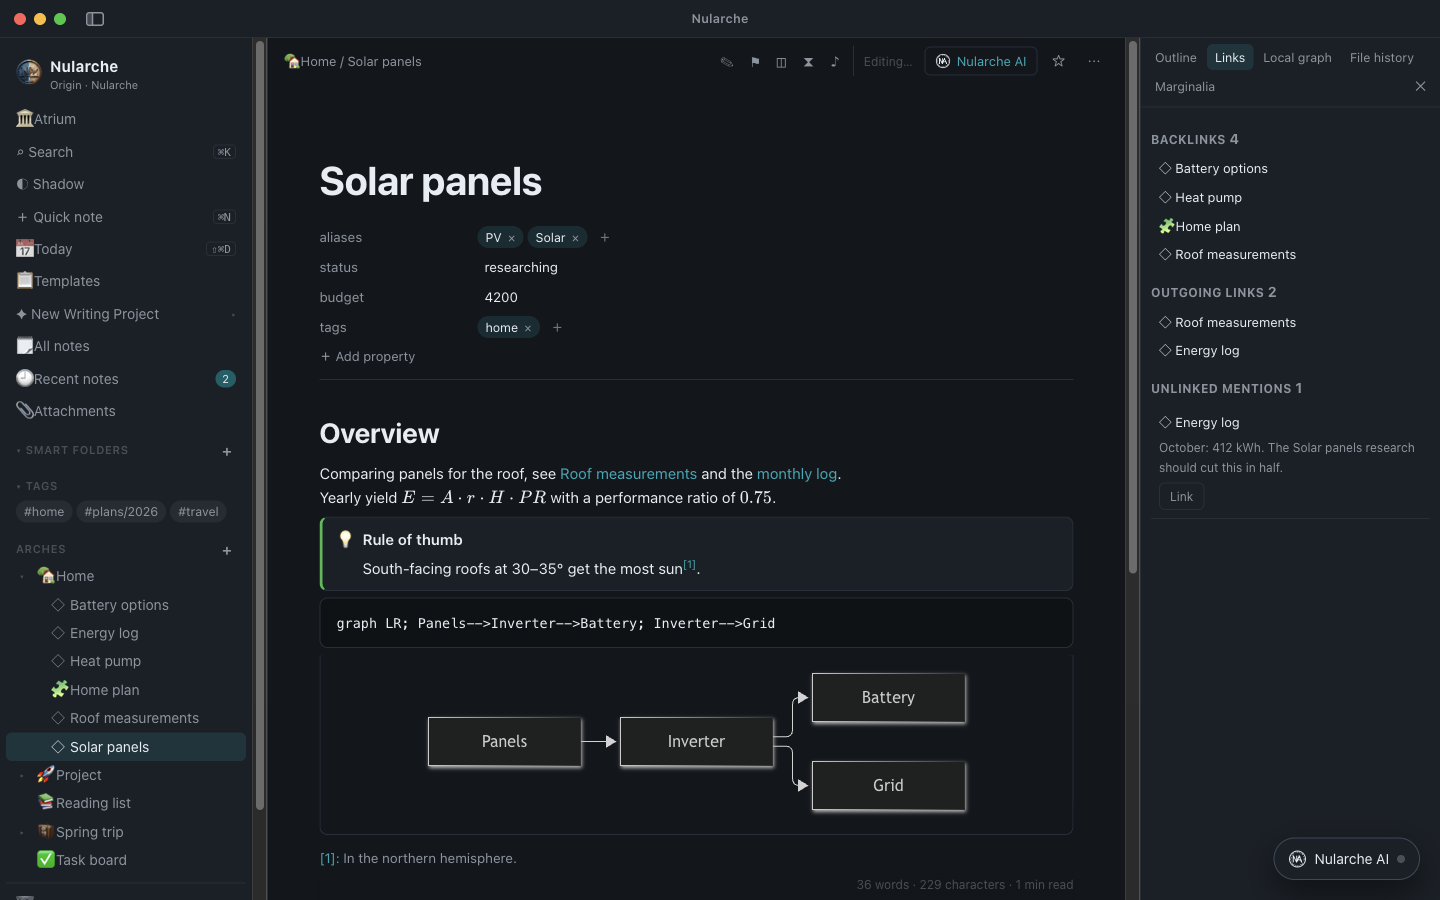 Nularche
Nularche
Origin · Nularche
Atrium
Search ⌘K
Shadow
+ Quick note ⌘N
Today ⇧⌘D
Templates
New Writing Project
All notes
Recent notes 2
Attachments
SMART FOLDERS +
TAGS
#home #plans/2026 #travel
ARCHES +
Home
Battery options
Energy log
Heat pump
Home plan
Roof measurements
Solar panels
Project
Reading list
Spring trip
Task board
Home / Solar panels
Editing...
Nularche AI
Solar panels
aliases PV × Solar × +
status researching
budget 4200
tags home × +
+ Add property
Overview
Comparing panels for the roof, see Roof measurements and the monthly log.
Yearly yield E = A · r · H · PR with a performance ratio of 0.75.
Rule of thumb
South-facing roofs at 30–35° get the most sun[1].
graph LR; Panels-->Inverter-->Battery; Inverter-->Grid
Battery
Panels
Inverter
Grid
[1]: In the northern hemisphere.
36 words · 229 characters · 1 min read
Outline Links Local graph File history
Marginalia
BACKLINKS 4
Battery options
Heat pump
Home plan
Roof measurements
OUTGOING LINKS 2
Roof measurements
Energy log
UNLINKED MENTIONS 1
Energy log
October: 412 kWh. The Solar panels research
should cut this in half.
Link
Nularche AI